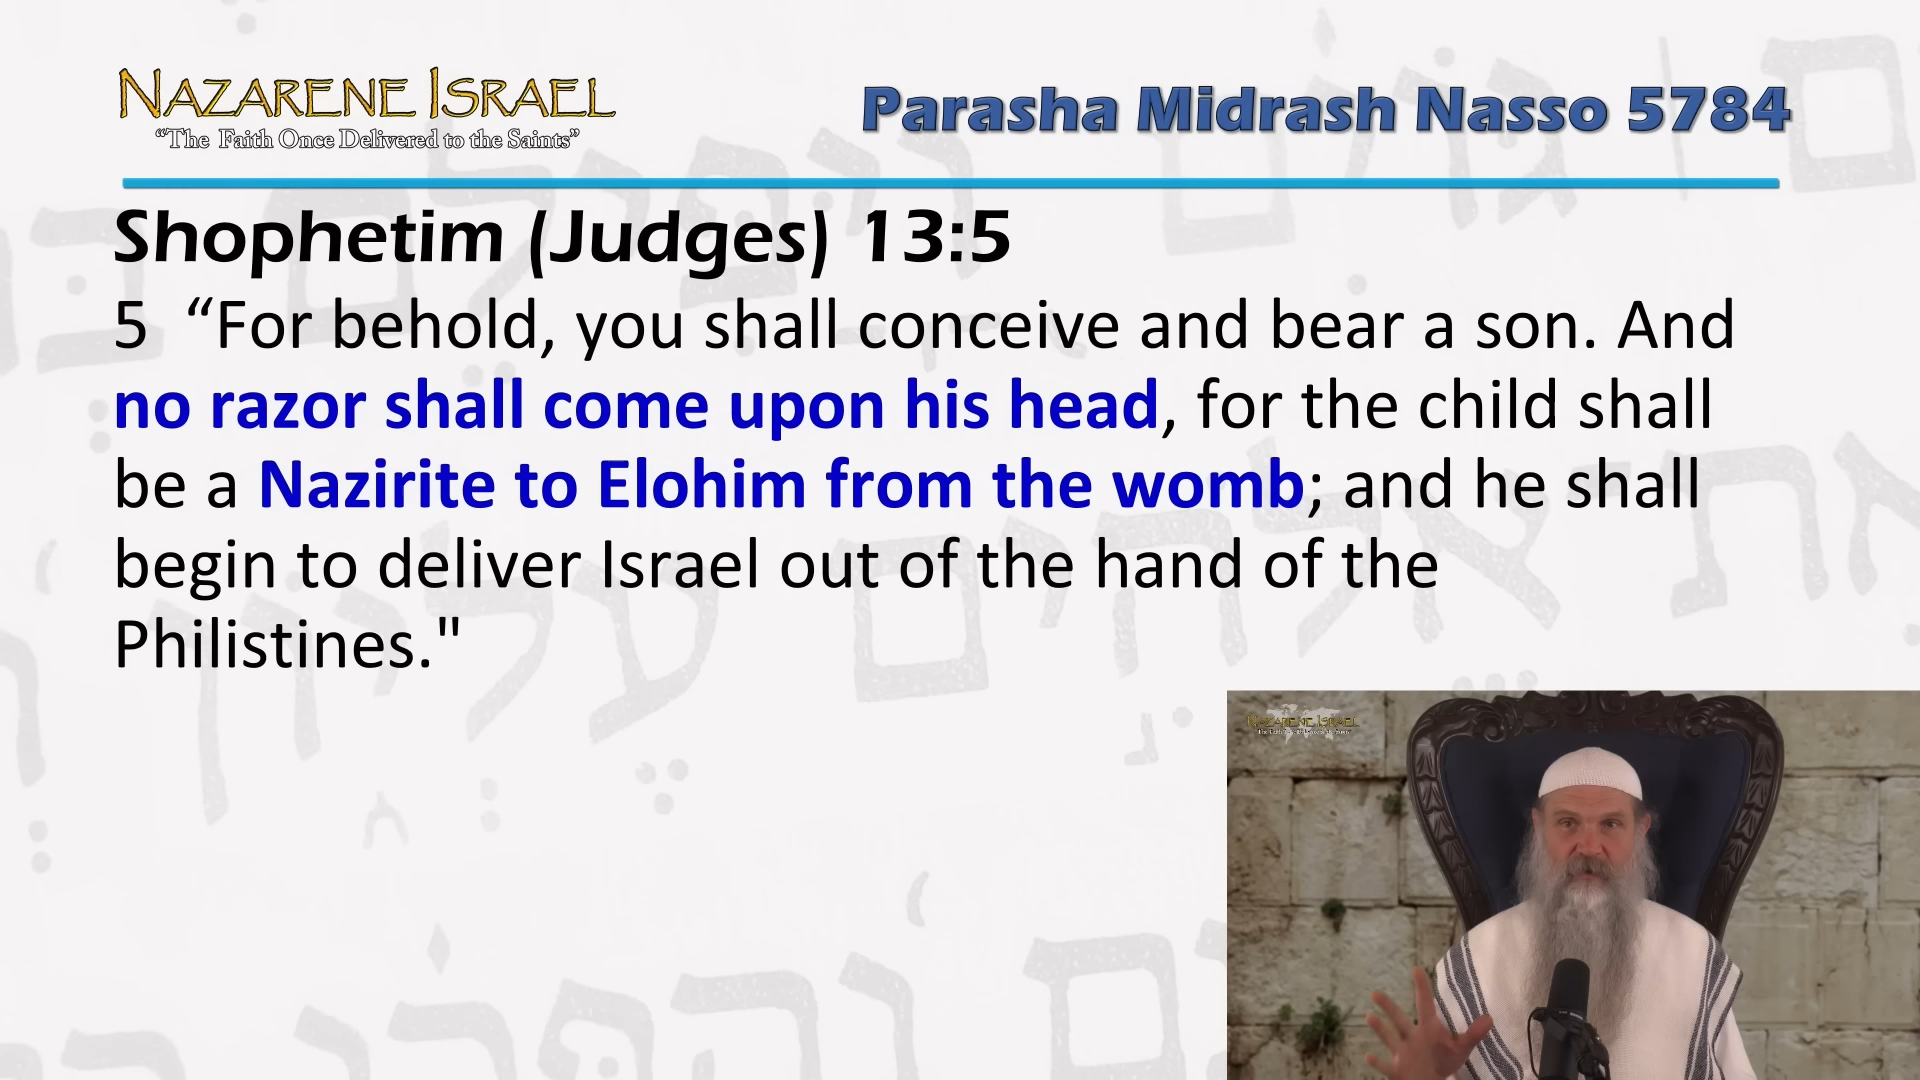 NAZARENE ISRAEL
“The Faith Once Delivered to the Saints”
Parasha Midrash Nasso 5784
Shophetim (Judges) 13:5
5 “For behold, you shall conceive and bear a son. And
no razor shall come upon his head, for the child shall
be a Nazirite to Elohim from the womb; and he shall
begin to deliver Israel out of the hand of the
Philistines."
NAZARENE ISRAEL